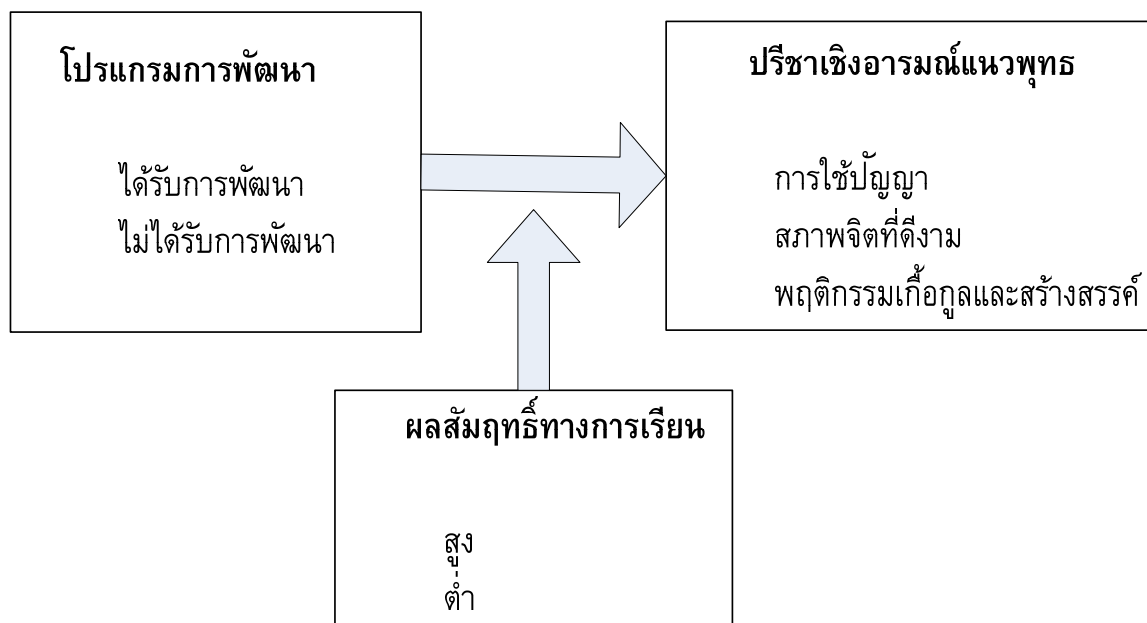 โปรแกรมการพัฒนา
ได้รับการพัฒนา
ไม่ได้รับการพัฒนา
ปรีชาเชิงอารมณ์แนวพุทธ
การใช้ปัญญา
สภาพจิตที่ดีงาม
พฤติกรรมเกื้อกูลและสร้างสรรค์
ผลสัมฤทธิ์ทางการเรียน
สูง
ต่ำ